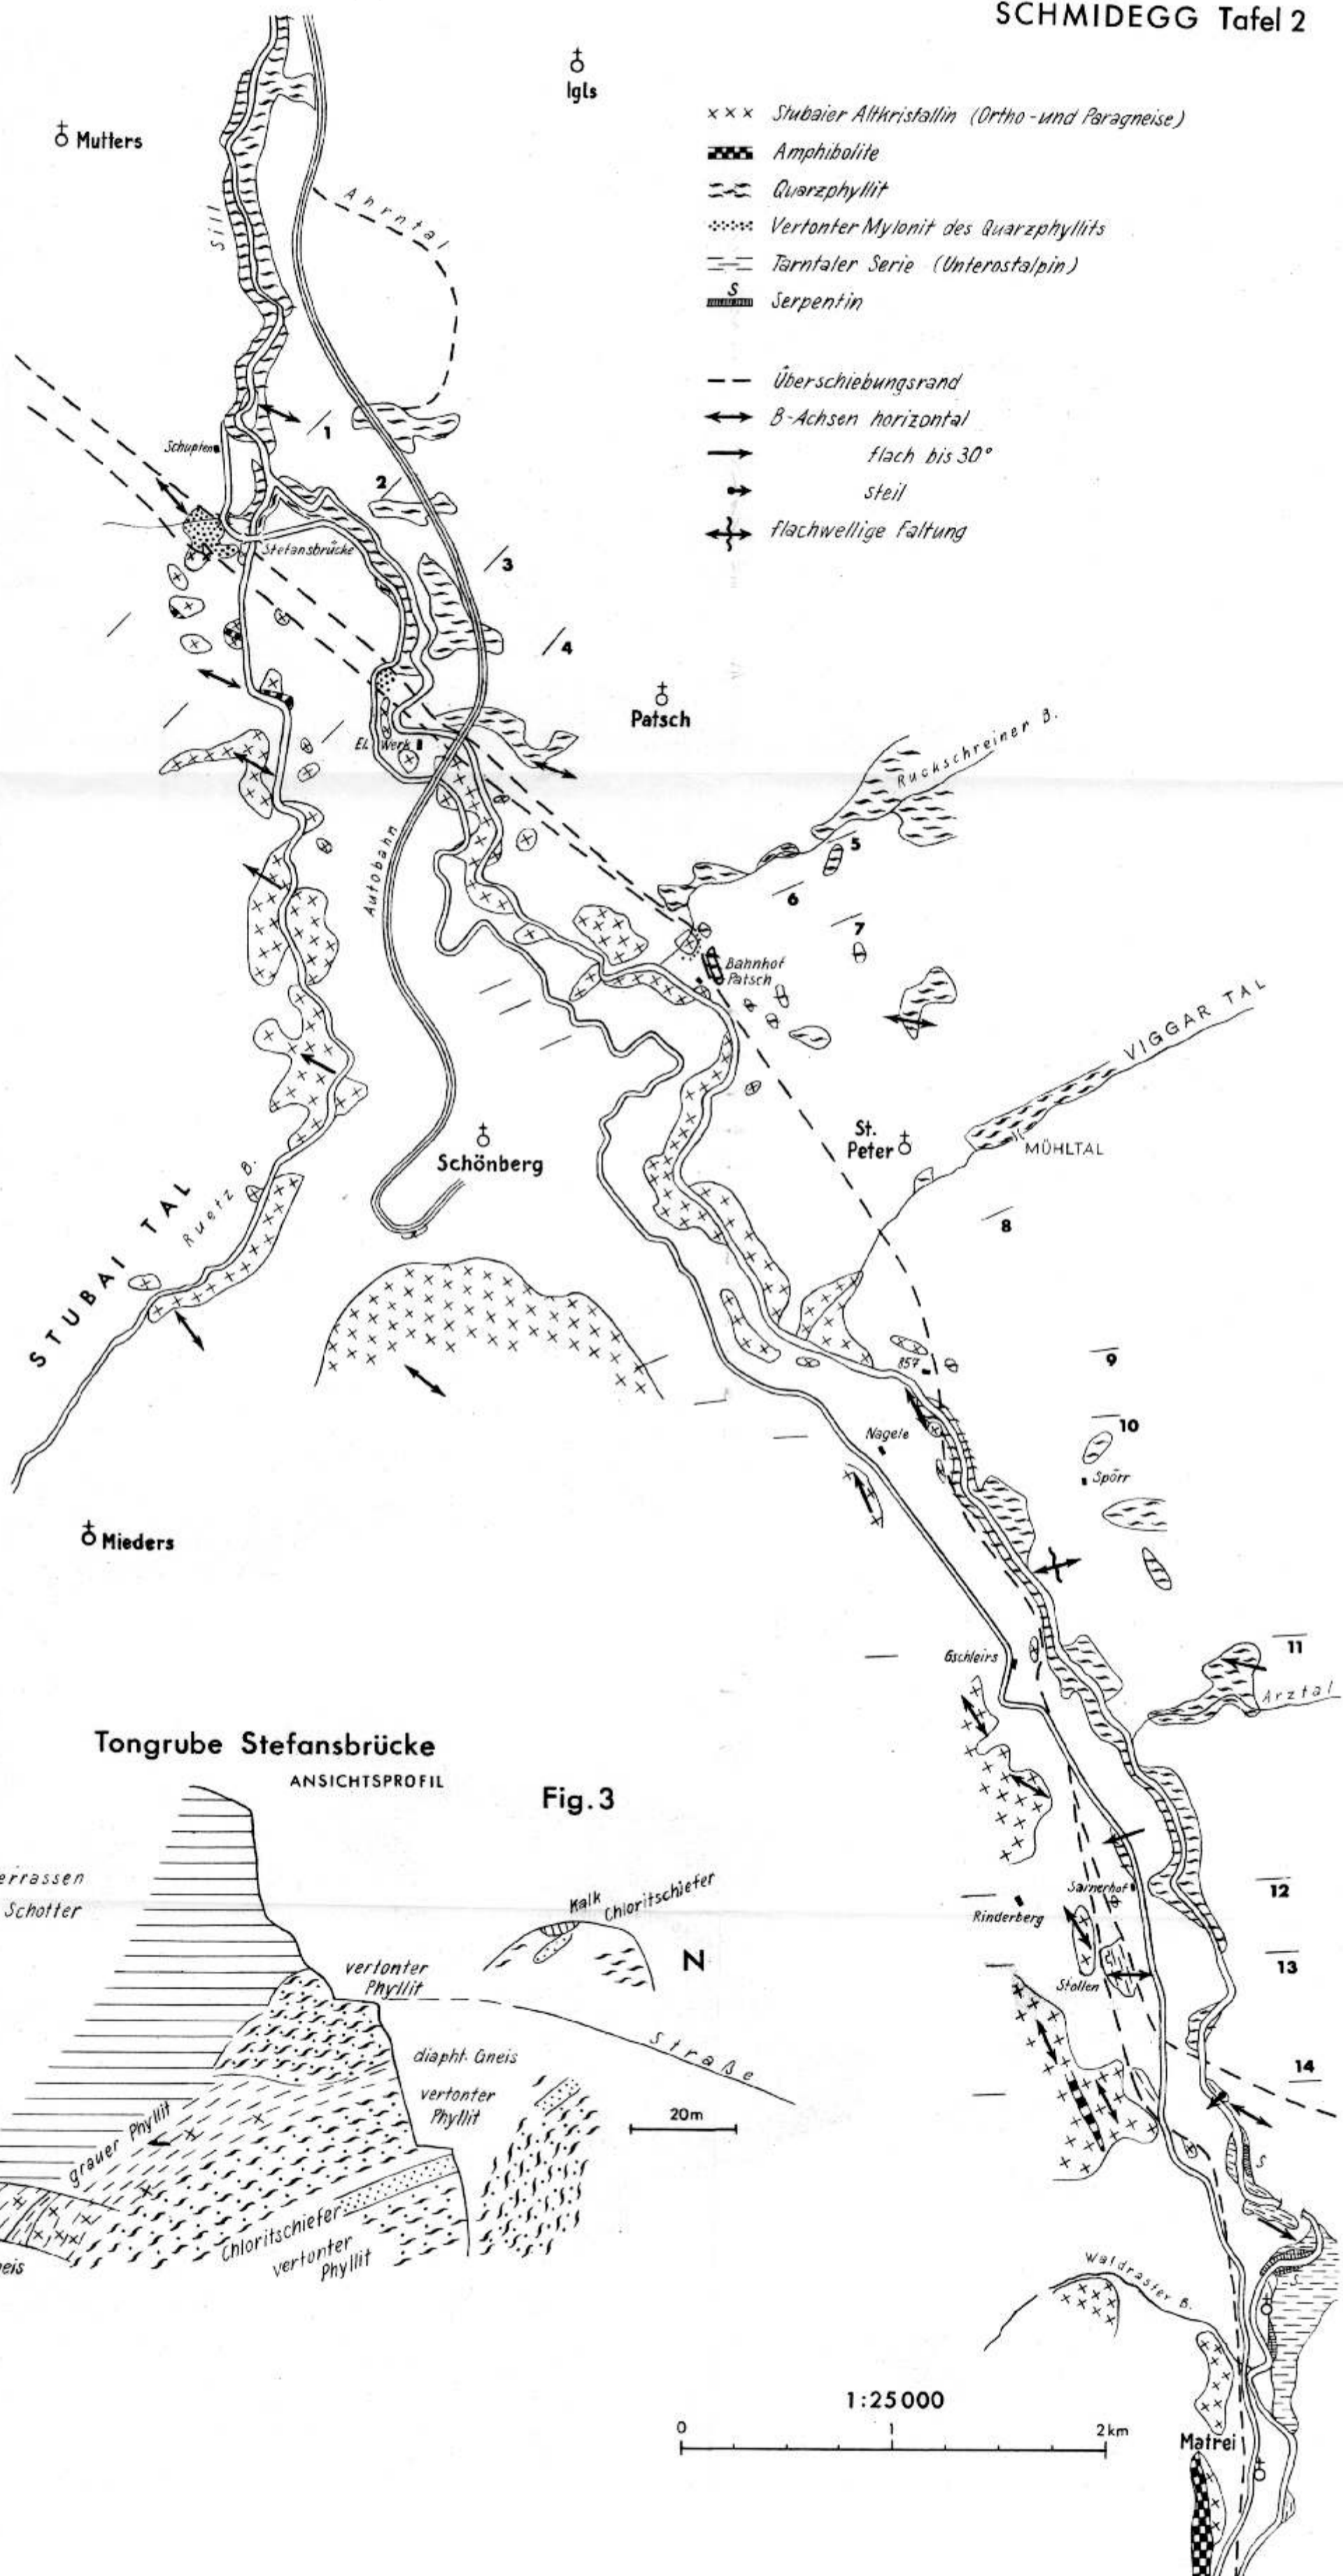 SCHMIDEGG Tafel 2
Igls
Mutters
××× Stubaier Altkristallin (Ortho- und Paragneise)
Amphibolite
Quarzphyllit
Vertonter Mylonit des Quarzphyllits
Tarntaler Serie (Unterostalpin)
S
Serpentin
Überschiebungsrand
B-Achsen horizontal
flach bis 30°
steil
flachwellige Faltung
Sill
Ahrntal
Schupfen
1
2
Stefansbrücke
3
4
Patsch
El. Werk
Ruckschreiner B.
Autobahn
5
6
7
Bahnhof
Patsch
VIGGAR TAL
St.
Peter
MÜHLTAL
Schönberg
8
STUBAI TAL
Ruetz B.
857
9
10
Nagele
Spörr
Mieders
11
Gschleirs
Arztal
Tongrube Stefansbrücke
ANSICHTSPROFIL
Fig. 3
errassen
Schotter
Kalk
Chloritschiefer
N
vertonter
Phyllit
Straße
diapht. Gneis
vertonter
Phyllit
20m
grauer Phyllit
Chloritschiefer
vertonter
Phyllit
eis
Sarnerhof
12
Rinderberg
13
Stollen
14
S
Waldraster B.
S
1:25000
0 1 2km
Matrei